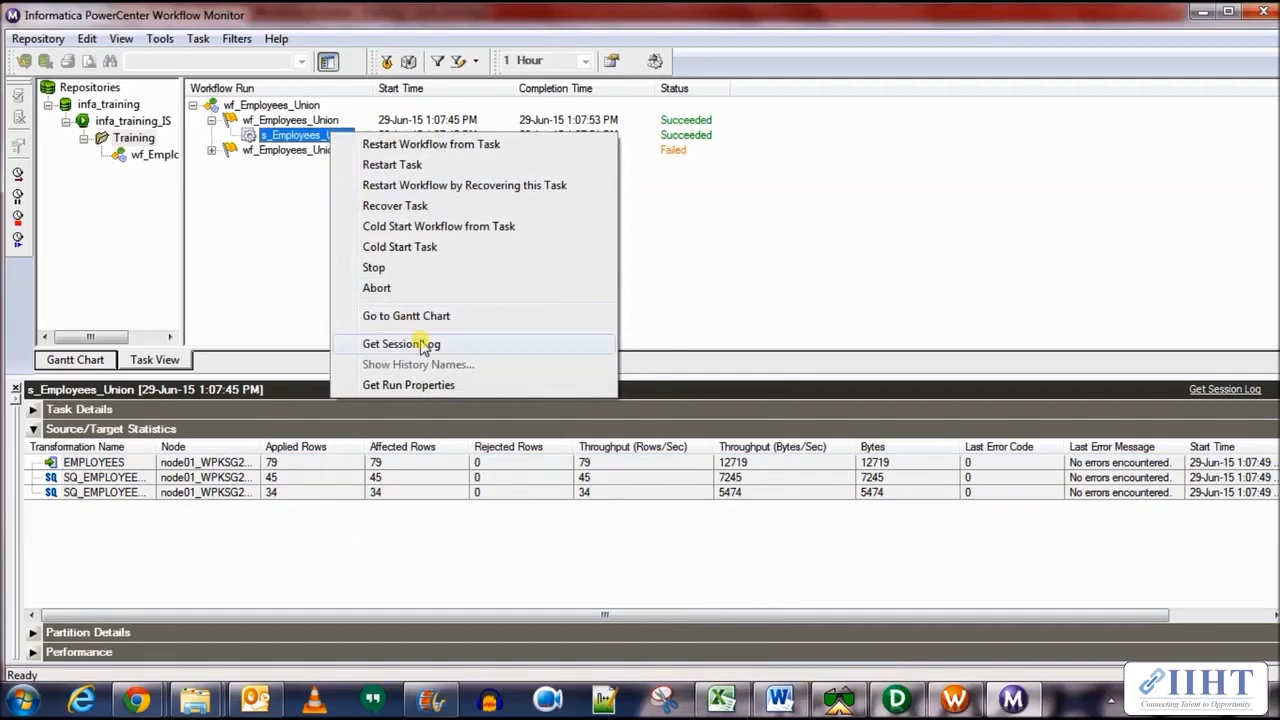 Informatica PowerCenter Workflow Monitor
Repository Edit View Tools Task Filters Help
1 Hour
Repositories
infa_training
infa_training_IS
Training
wf_Emplc
Workflow Run Start Time Completion Time Status
wf_Employees_Union
wf_Employees_Union 29-Jun-15 1:07:45 PM 29-Jun-15 1:07:53 PM Succeeded
s_Employees_U Succeeded
wf_Employees_Unic Failed
Restart Workflow from Task
Restart Task
Restart Workflow by Recovering this Task
Recover Task
Cold Start Workflow from Task
Cold Start Task
Stop
Abort
Go to Gantt Chart
Get Session Log
Show History Names...
Get Run Properties
Gantt Chart Task View
s_Employees_Union [29-Jun-15 1:07:45 PM] Get Session Log
Task Details
Source/Target Statistics
Transformation Name Node Applied Rows Affected Rows Rejected Rows Throughput (Rows/Sec) Throughput (Bytes/Sec) Bytes Last Error Code Last Error Message Start Time
EMPLOYEES node01_WPKSG2... 79 79 0 79 12719 12719 0 No errors encountered. 29-Jun-15 1:07:49 ..
SQ_EMPLOYEE... node01_WPKSG2... 45 45 0 45 7245 7245 0 No errors encountered. 29-Jun-15 1:07:49 ..
SQ_EMPLOYEE... node01_WPKSG2... 34 34 0 34 5474 5474 0 No errors encountered. 29-Jun-15 1:07:49 ..
Partition Details
Performance
Ready
IIHT
Connecting Talent to Opportunity